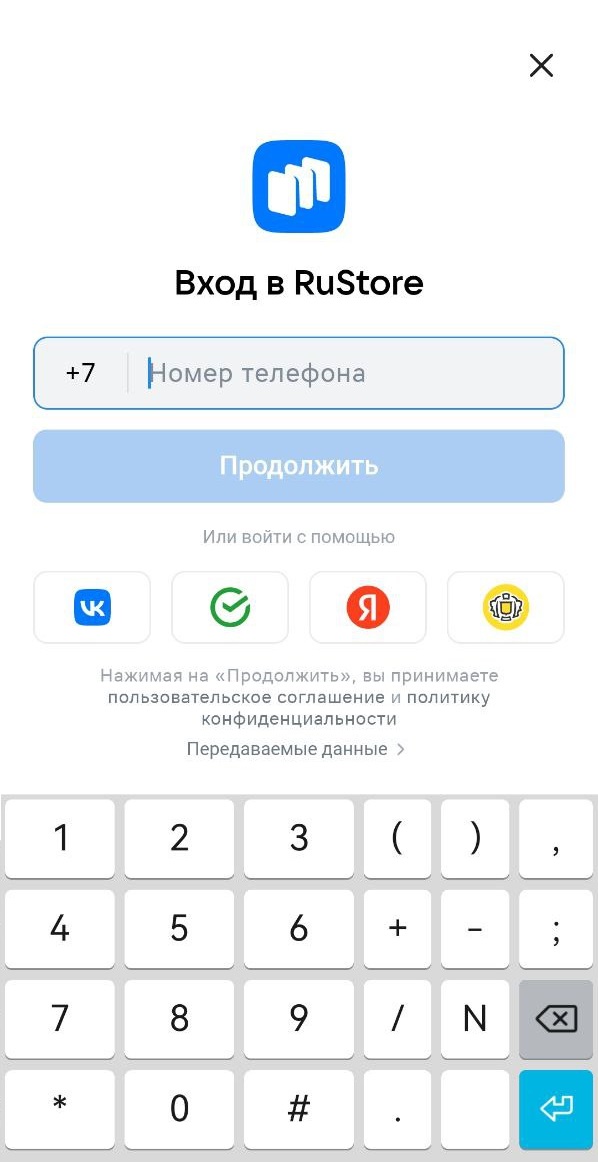 Вход в RuStore
+7 Номер телефона
Продолжить
Или войти с помощью
VK Я
Нажимая на «Продолжить», вы принимаете
пользовательское соглашение и политику
конфиденциальности
Передаваемые данные >
1 2 3 ( ) ,
4 5 6 + - ;
7 8 9 / N
* 0 # .